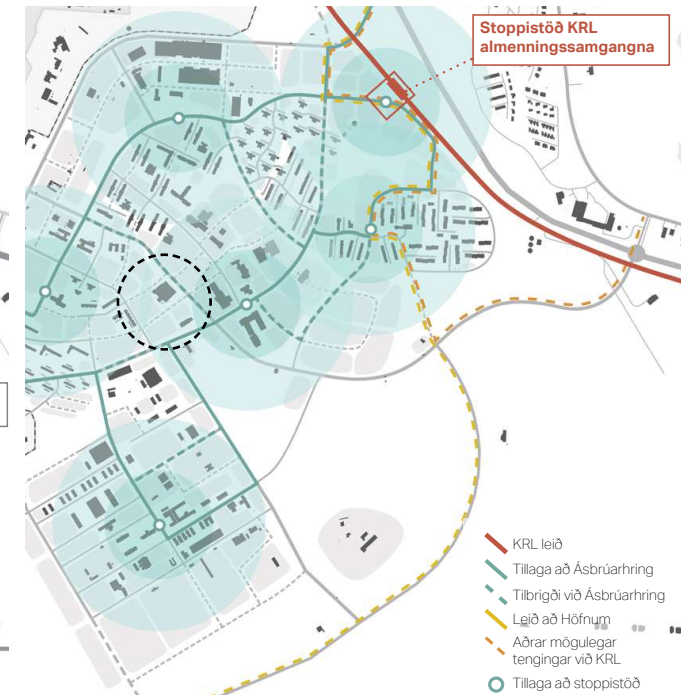 Stoppistöð KRL
almenningssamgangna
KRL leið
Tillaga að Ásbrúarhring
Tilbrigði við Ásbrúarhring
Leið að Höfnum
Aðrar mögulegar
tengingar við KRL
Tillaga að stoppistöð